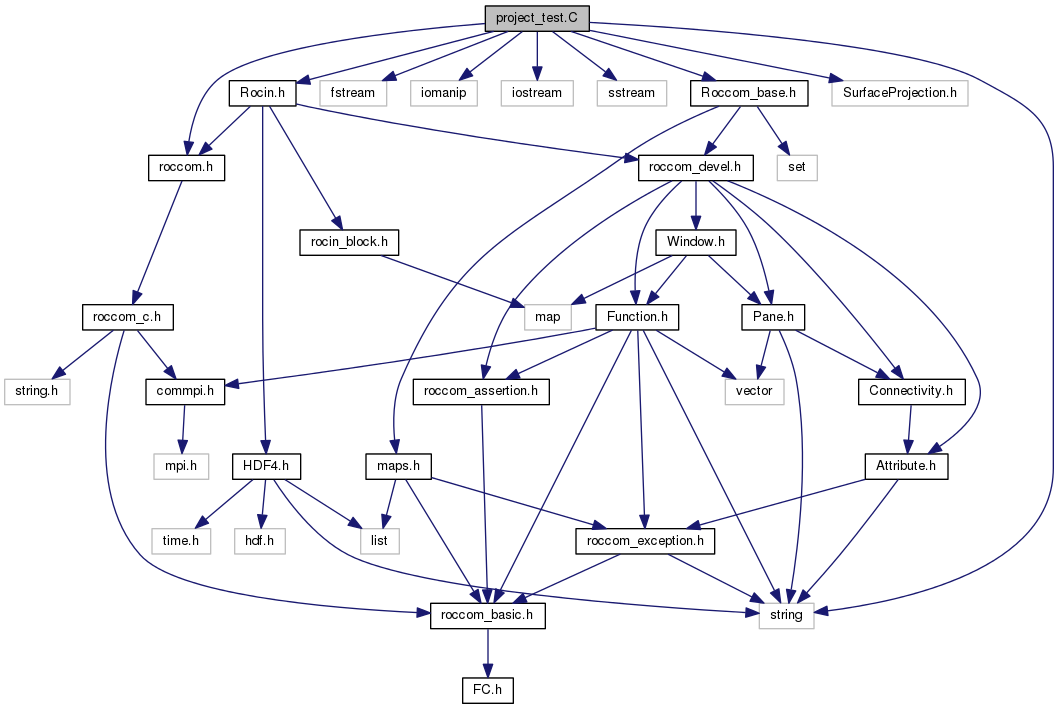 project_test.C
Rocin.h
fstream
iomanip
iostream
sstream
Roccom_base.h
SurfaceProjection.h
roccom.h
roccom_devel.h
set
rocin_block.h
Window.h
roccom_c.h
map
Function.h
Pane.h
string.h
commpi.h
roccom_assertion.h
vector
Connectivity.h
mpi.h
HDF4.h
maps.h
Attribute.h
time.h
hdf.h
list
roccom_exception.h
roccom_basic.h
string
FC.h